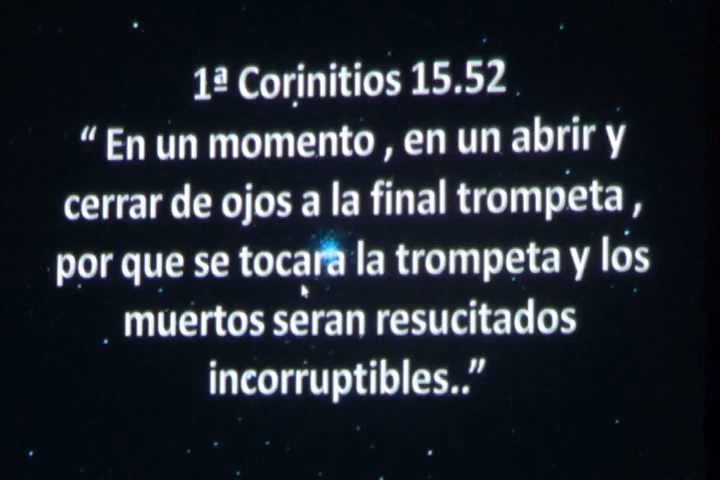 1ª Corinitios 15.52
“ En un momento , en un abrir y
cerrar de ojos a la final trompeta ,
por que se tocara la trompeta y los
muertos seran resucitados
incorruptibles..”